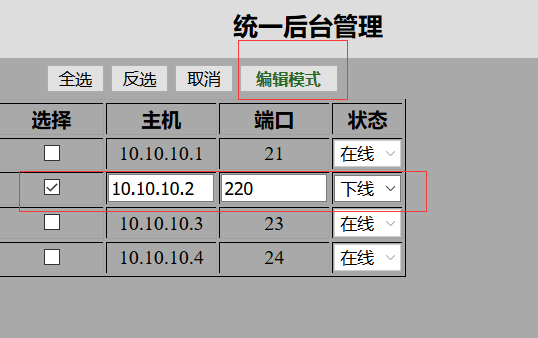 统一后台管理
全选 反选 取消 编辑模式
选择 主机 端口 状态
10.10.10.1 21 在线
10.10.10.2 220 下线
10.10.10.3 23 在线
10.10.10.4 24 在线